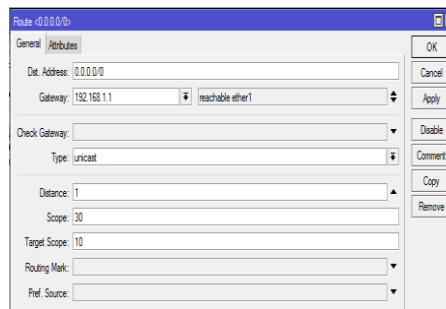 Route <0.0.0.0/0>
General Attributes
OK
Dst. Address: 0.0.0.0/0
Cancel
Gateway: 192.168.1.1 reachable ether1
Apply
Check Gateway:
Disable
Type: unicast
Comment
Copy
Distance: 1
Remove
Scope: 30
Target Scope: 10
Routing Mark:
Pref. Source: